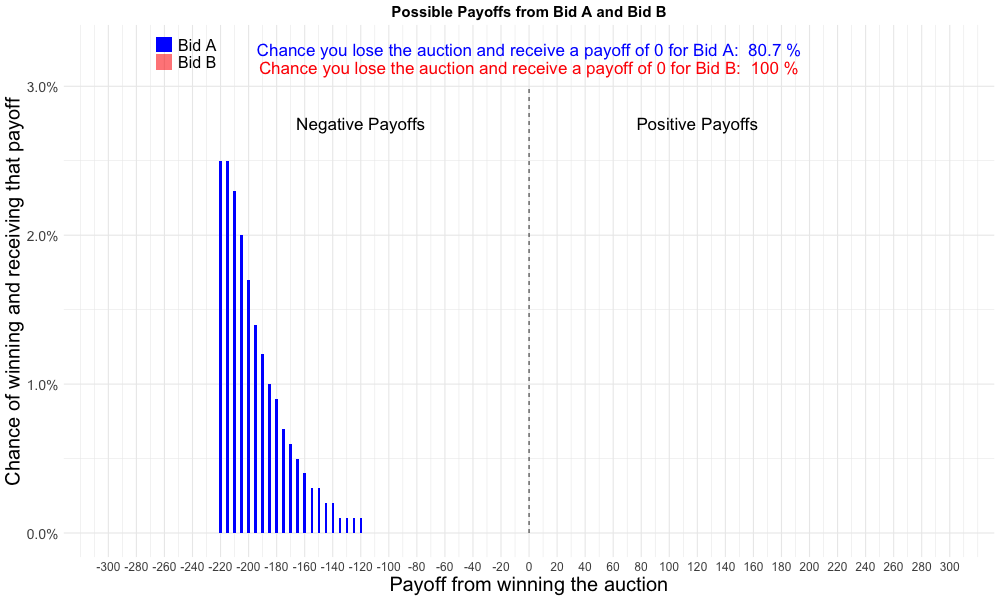 Possible Payoffs from Bid A and Bid B
Bid A
Bid B
Chance you lose the auction and receive a payoff of 0 for Bid A:  80.7 %
Chance you lose the auction and receive a payoff of 0 for Bid B:  100 %
Negative Payoffs
Positive Payoffs
Chance of winning and receiving that payoff
3.0%
2.0%
1.0%
0.0%
-300 -280 -260 -240 -220 -200 -180 -160 -140 -120 -100 -80 -60 -40 -20 0 20 40 60 80 100 120 140 160 180 200 220 240 260 280 300
Payoff from winning the auction